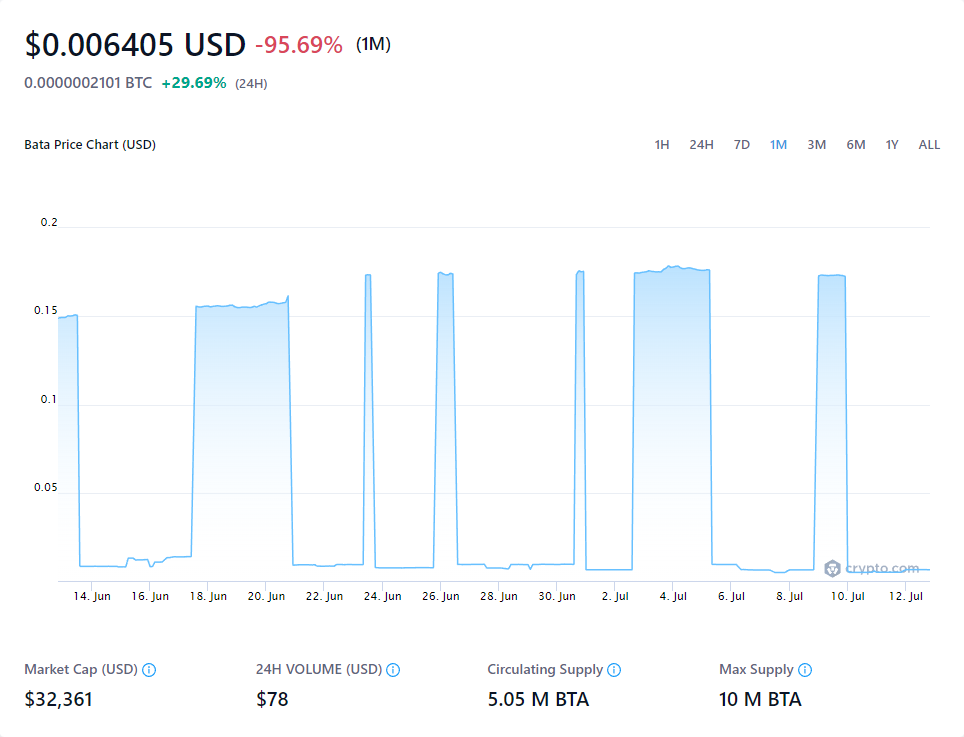 $0.006405 USD -95.69% (1M)
0.0000002101 BTC +29.69% (24H)
Bata Price Chart (USD) 1H 24H 7D 1M 3M 6M 1Y ALL
0.2
0.15
0.1
0.05
crypto.com
14. Jun 16. Jun 18. Jun 20. Jun 22. Jun 24. Jun 26. Jun 28. Jun 30. Jun 2. Jul 4. Jul 6. Jul 8. Jul 10. Jul 12. Jul
Market Cap (USD) 24H VOLUME (USD) Circulating Supply Max Supply
$32,361 $78 5.05 M BTA 10 M BTA